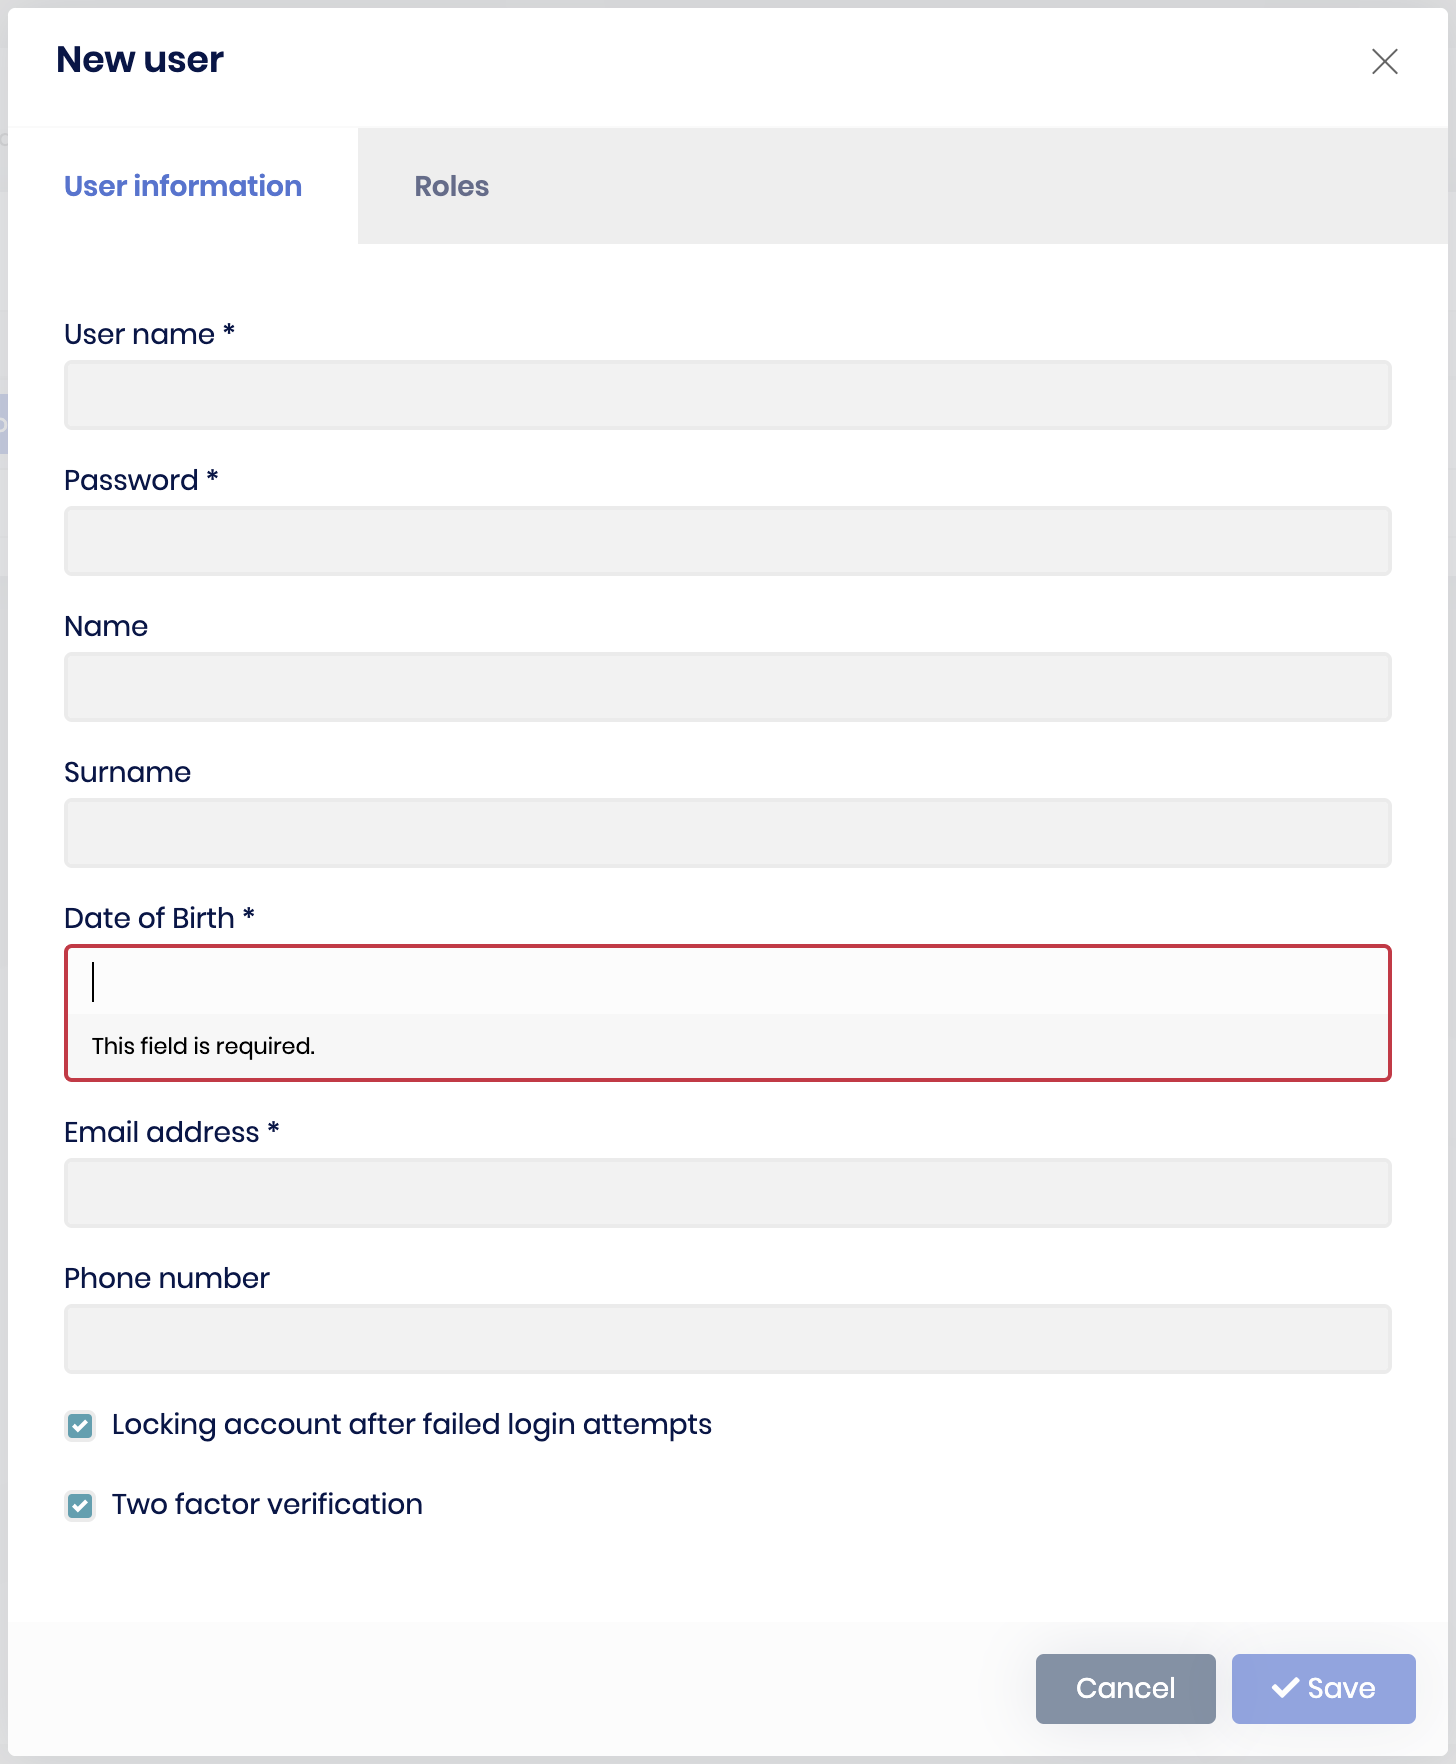 New user
User information
Roles
User name *
Password *
Name
Surname
Date of Birth *
This field is required.
Email address *
Phone number
Locking account after failed login attempts
Two factor verification
Cancel
Save